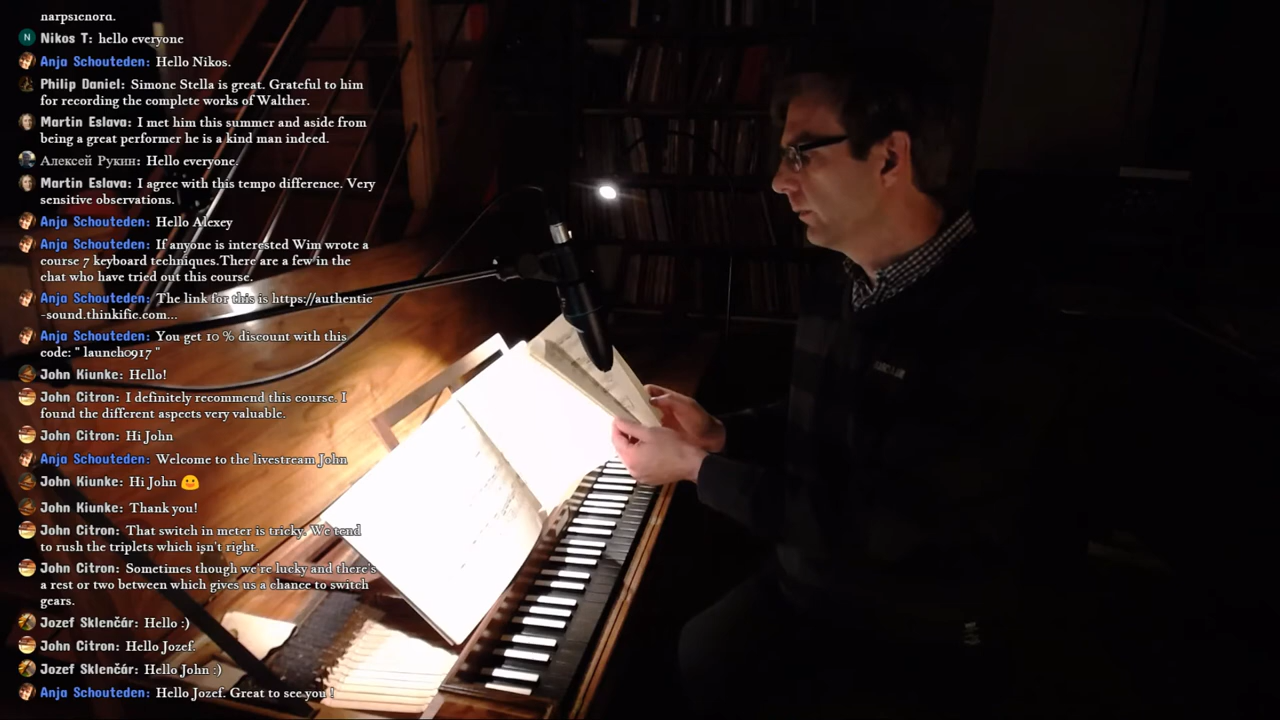 harpsichord.
N Nikos T: hello everyone
Anja Schouteden: Hello Nikos.
Philip Daniel: Simone Stella is great. Grateful to him
for recording the complete works of Walther.
Martin Eslava: I met him this summer and aside from
being a great performer he is a kind man indeed.
Алексей Рукин: Hello everyone.
Martin Eslava: I agree with this tempo difference. Very
sensitive observations.
Anja Schouteden: Hello Alexey
Anja Schouteden: If anyone is interested Wim wrote a
course 7 keyboard techniques.There are a few in the
chat who have tried out this course.
Anja Schouteden: The link for this is https://authentic
-sound.thinkific.com...
Anja Schouteden: You get 10 % discount with this
code: " launch0917 "
John Kiunke: Hello!
John Citron: I definitely recommend this course. I
found the different aspects very valuable.
John Citron: Hi John
Anja Schouteden: Welcome to the livestream John
John Kiunke: Hi John
John Kiunke: Thank you!
John Citron: That switch in meter is tricky. We tend
to rush the triplets which isn't right.
John Citron: Sometimes though we're lucky and there's
a rest or two between which gives us a chance to switch
gears.
Jozef Sklenčár: Hello :)
John Citron: Hello Jozef.
Jozef Sklenčár: Hello John :)
Anja Schouteden: Hello Jozef. Great to see you !